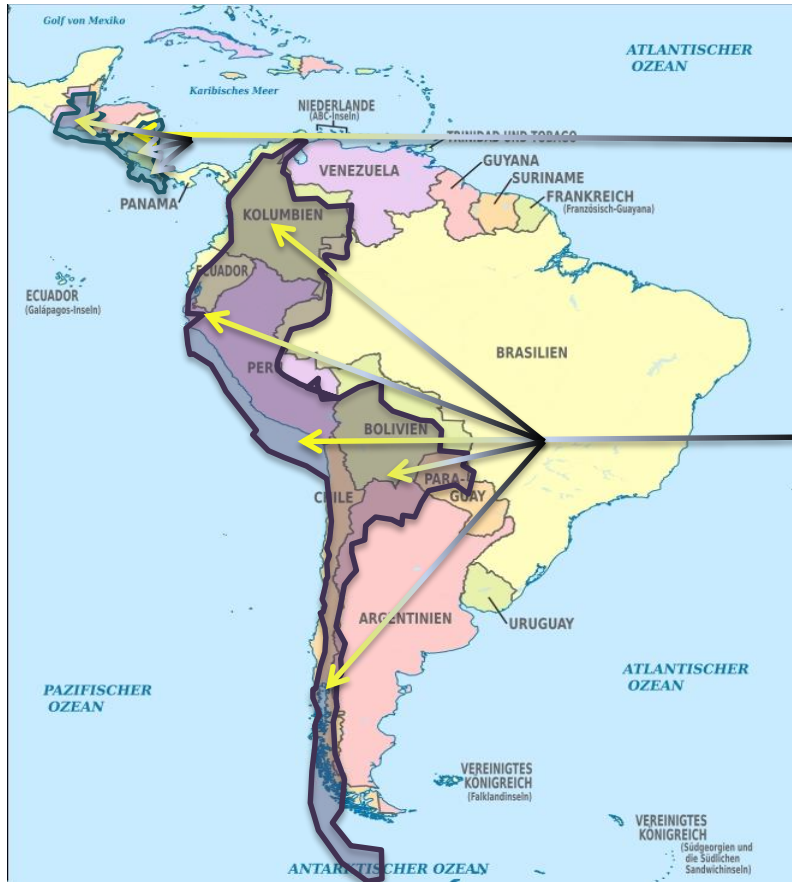 Golf von Mexiko
ATLANTISCHER
OZEAN
Karibisches Meer
NIEDERLANDE
(ABC-Inseln)
TRINIDAD UND TOBAGO
GUYANA
VENEZUELA
SURINAME
FRANKREICH
(Französisch-Guayana)
PANAMA
KOLUMBIEN
ECUADOR
ECUADOR
(Galápagos-Inseln)
BRASILIEN
PERU
BOLIVIEN
PARA-
GUAY
CHILE
ARGENTINIEN
URUGUAY
PAZIFISCHER
OZEAN
ATLANTISCHER
OZEAN
VEREINIGTES
KÖNIGREICH
(Falklandinseln)
VEREINIGTES
KÖNIGREICH
(Südgeorgien und
die Südlichen
Sandwichinseln)
ANTARKTISCHER OZEAN